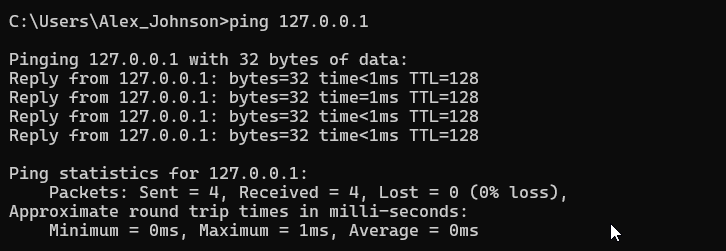 C:\Users\Alex_Johnson>ping 127.0.0.1
Pinging 127.0.0.1 with 32 bytes of data:
Reply from 127.0.0.1: bytes=32 time<1ms TTL=128
Reply from 127.0.0.1: bytes=32 time=1ms TTL=128
Reply from 127.0.0.1: bytes=32 time<1ms TTL=128
Reply from 127.0.0.1: bytes=32 time<1ms TTL=128
Ping statistics for 127.0.0.1:
    Packets: Sent = 4, Received = 4, Lost = 0 (0% loss),
Approximate round trip times in milli-seconds:
    Minimum = 0ms, Maximum = 1ms, Average = 0ms